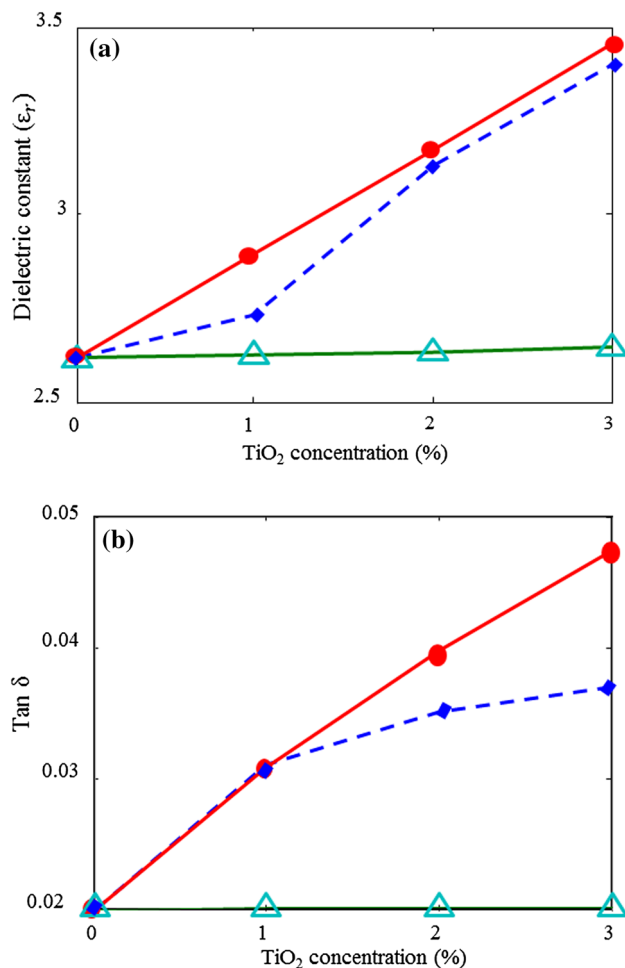 (a)
3.5
3
2.5
Dielectric constant (εr)
0 1 2 3
TiO2 concentration (%)
(b)
0.05
0.04
0.03
0.02
Tan δ
0 1 2 3
TiO2 concentration (%)